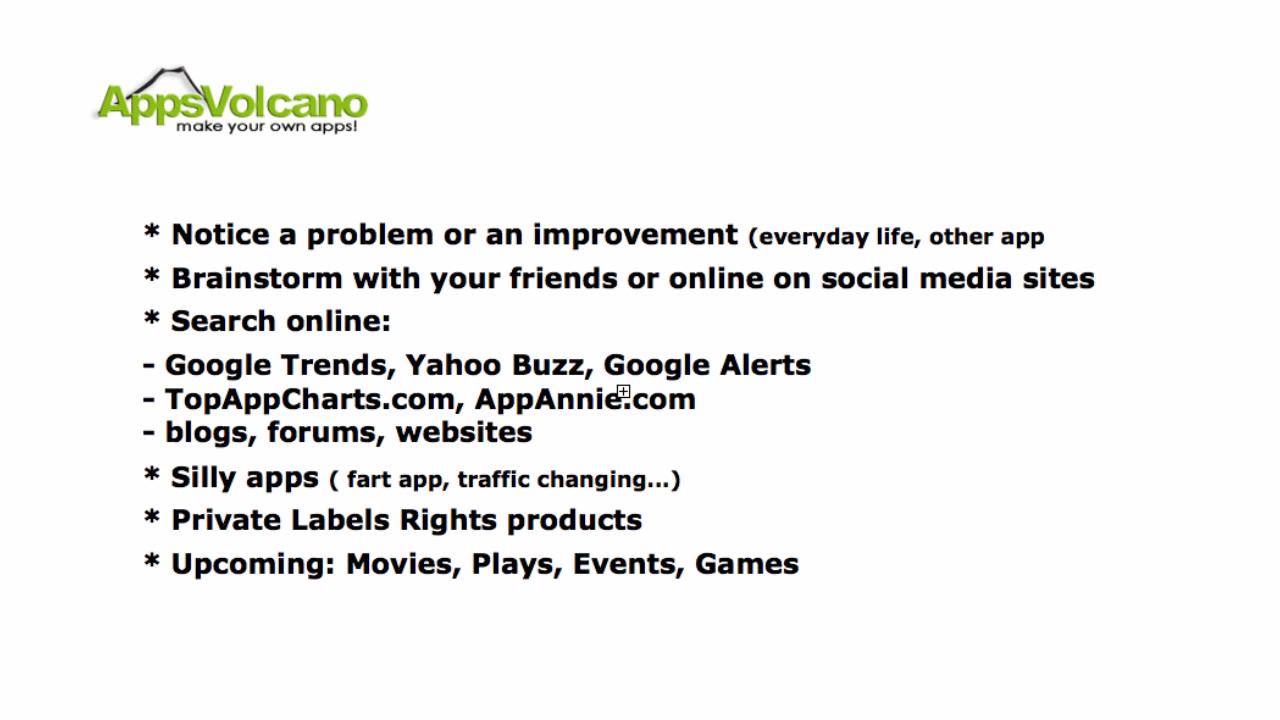 AppsVolcano
make your own apps!
* Notice a problem or an improvement (everyday life, other app
* Brainstorm with your friends or online on social media sites
* Search online:
- Google Trends, Yahoo Buzz, Google Alerts
- TopAppCharts.com, AppAnnie.com
- blogs, forums, websites
* Silly apps ( fart app, traffic changing...)
* Private Labels Rights products
* Upcoming: Movies, Plays, Events, Games